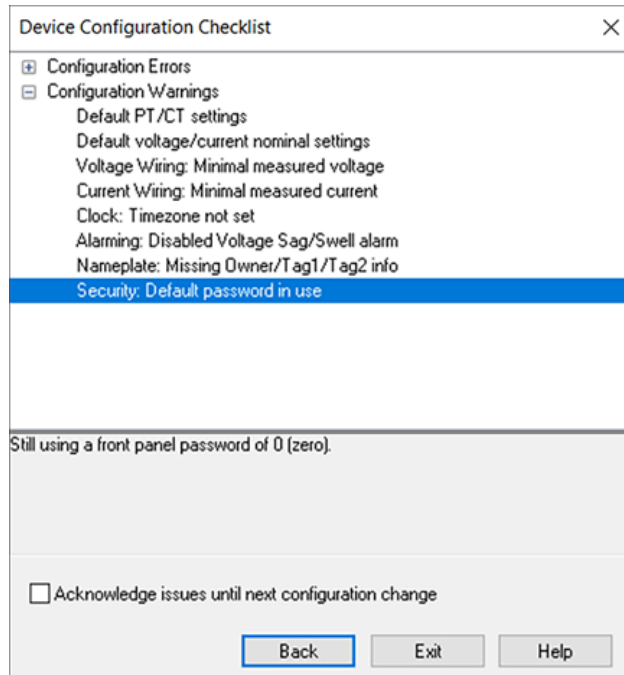 Device Configuration Checklist
Configuration Errors
Configuration Warnings
Default PT/CT settings
Default voltage/current nominal settings
Voltage Wiring: Minimal measured voltage
Current Wiring: Minimal measured current
Clock: Timezone not set
Alarming: Disabled Voltage Sag/Swell alarm
Nameplate: Missing Owner/Tag1/Tag2 info
Security: Default password in use
Still using a front panel password of 0 (zero).
Acknowledge issues until next configuration change
Back Exit Help